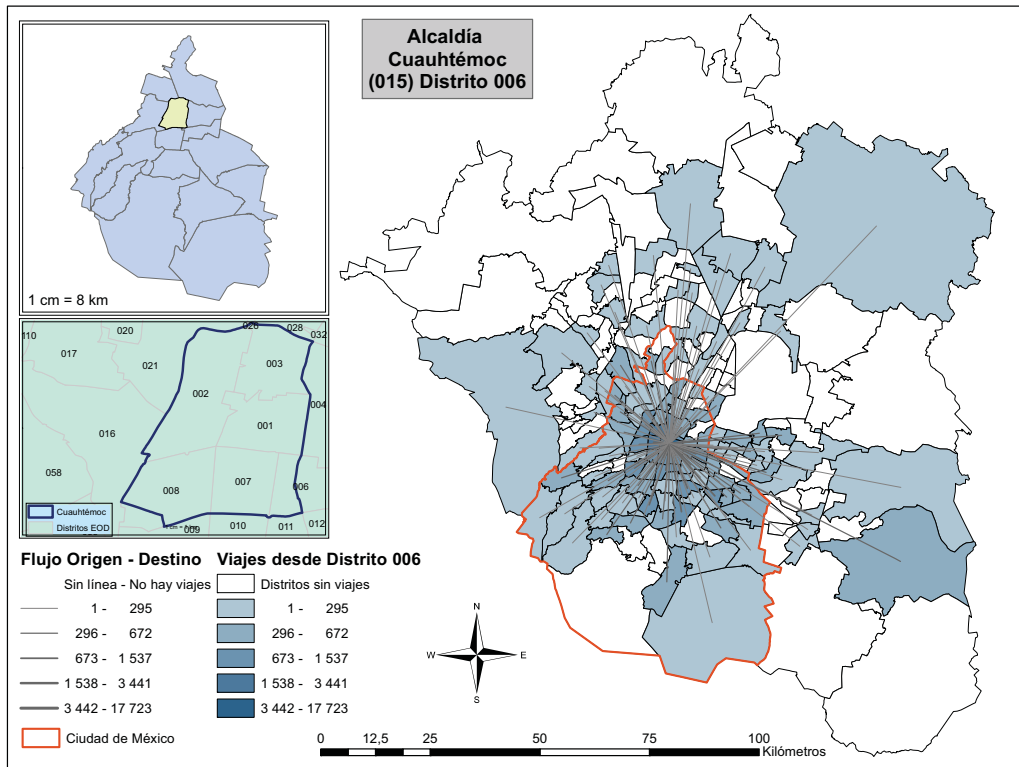 Alcaldía
Cuauhtémoc
(015) Distrito 006
1 cm = 8 km
110
020
026
028
032
017
021
003
002
004
001
016
058
008
007
006
009
010
011
012
Cuauhtémoc
Distritos EOD
Flujo Origen - Destino
Sin línea - No hay viajes
1 - 295
296 - 672
673 - 1 537
1 538 - 3 441
3 442 - 17 723
Ciudad de México
Viajes desde Distrito 006
Distritos sin viajes
1 - 295
296 - 672
673 - 1 537
1 538 - 3 441
3 442 - 17 723
N
W E
S
0 12,5 25 50 75 100
Kilómetros